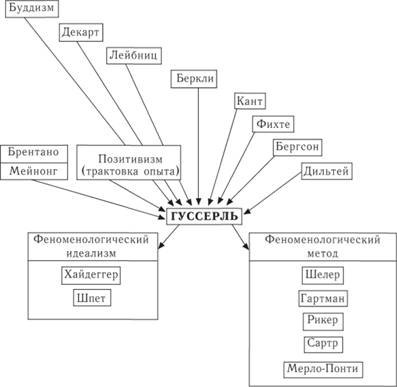 Буддизм
Декарт
Лейбниц
Беркли
Кант
Фихте
Бергсон
Дильтей
Брентано
Мейнонг
Позитивизм
(трактовка опыта)
ГУССЕРЛЬ
Феноменологический
идеализм
Хайдеггер
Шпет
Феноменологический
метод
Шелер
Гартман
Рикер
Сартр
Мерло-Понти